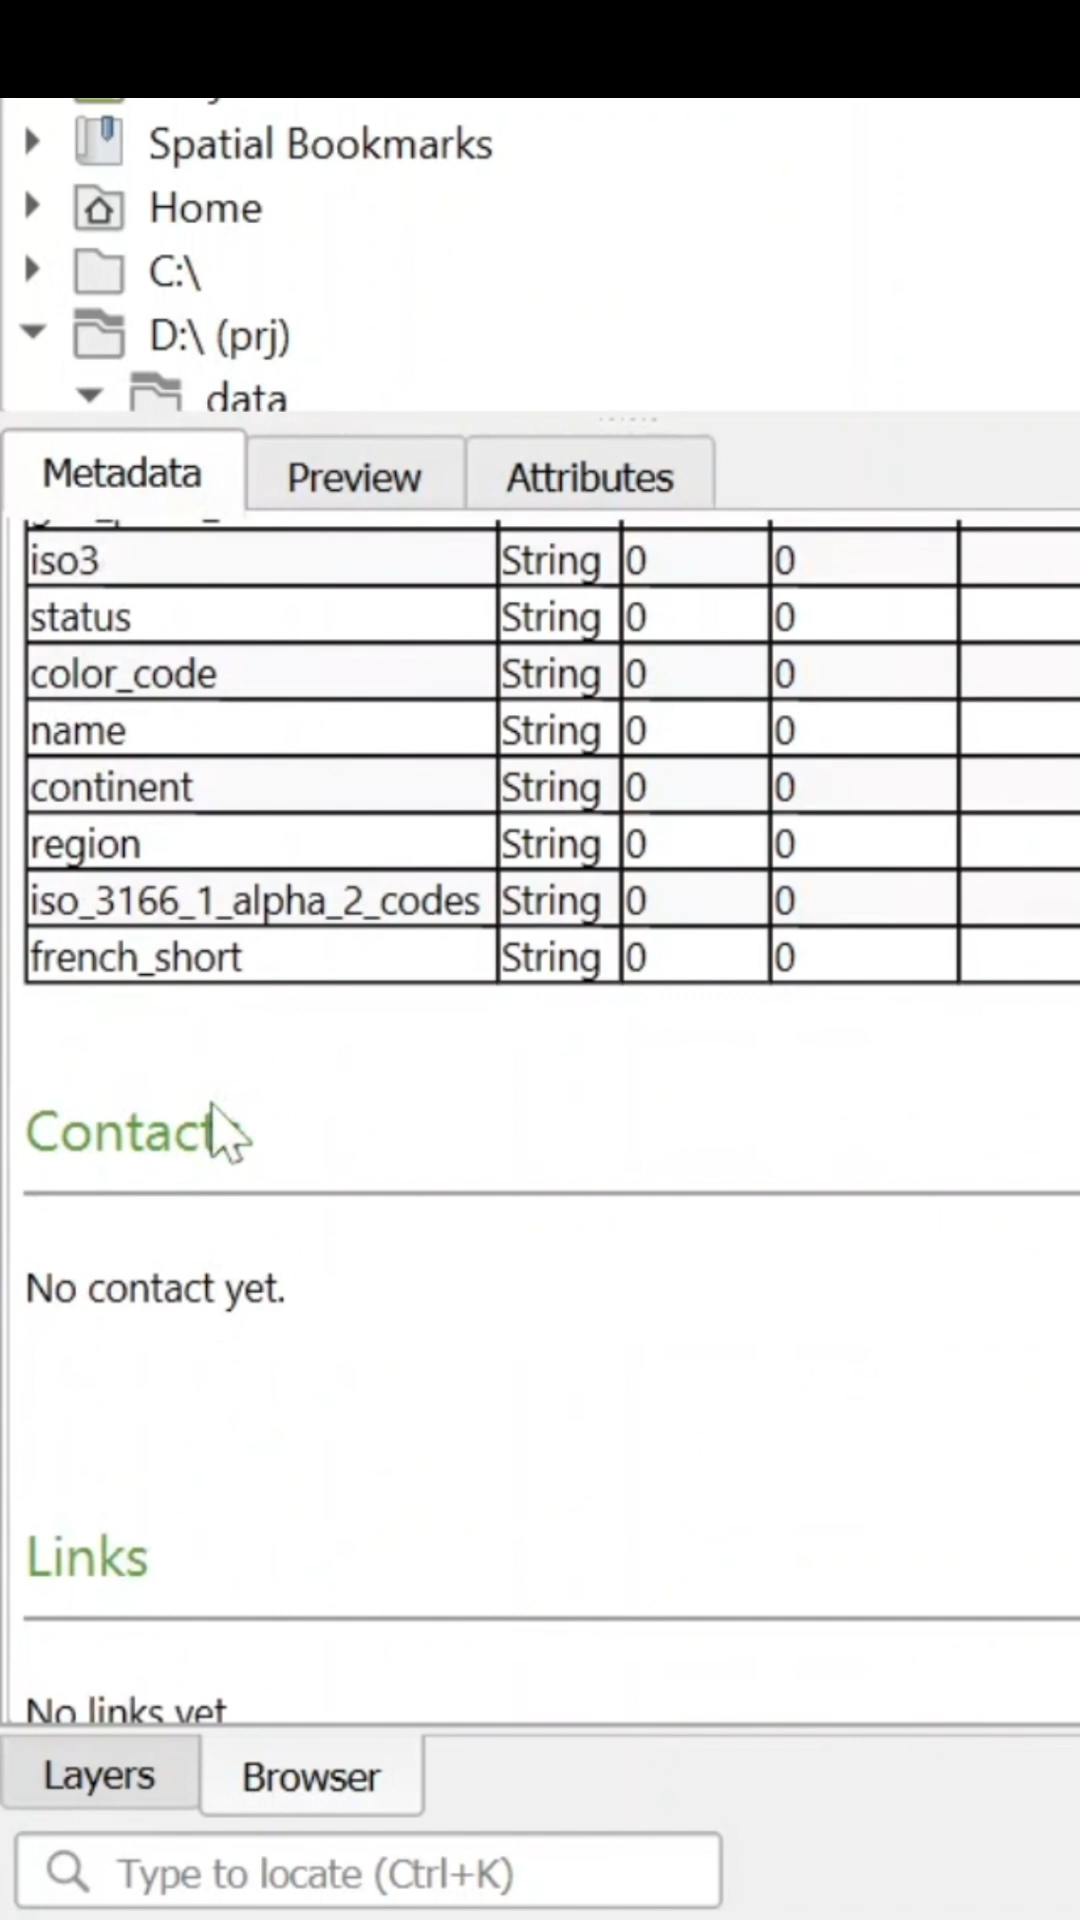 Spatial Bookmarks
Home
C:\
D:\ (prj)
data
Metadata Preview Attributes
iso3 String 0 0
status String 0 0
color_code String 0 0
name String 0 0
continent String 0 0
region String 0 0
iso_3166_1_alpha_2_codes String 0 0
french_short String 0 0
Contact
No contact yet.
Links
No links yet
Layers Browser
Type to locate (Ctrl+K)